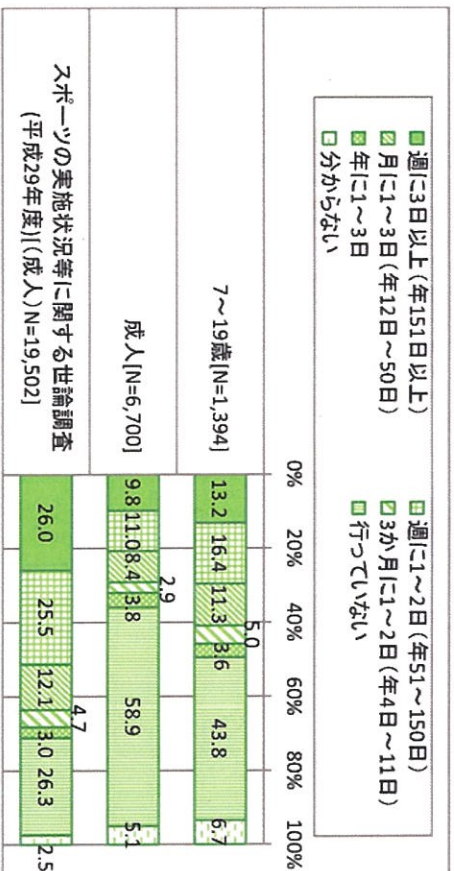 週に3日以上(年151日以上)
週に1~2日(年51~150日)
月に1~3日(年12日~50日)
3か月に1~2日(年4日~11日)
年に1~3日
行っていない
分からない
0% 20% 40% 60% 80% 100%
7~19歳[N=1,394]
13.2 16.4 11.3 5.0 3.6 43.8 6.7
成人[N=6,700]
9.8 11.0 8.4 2.9 3.8 58.9 5.1
スポーツの実施状況等に関する世論調査
(平成29年度)[(成人)N=19,502]
26.0 25.5 12.1 4.7 3.0 26.3 2.5